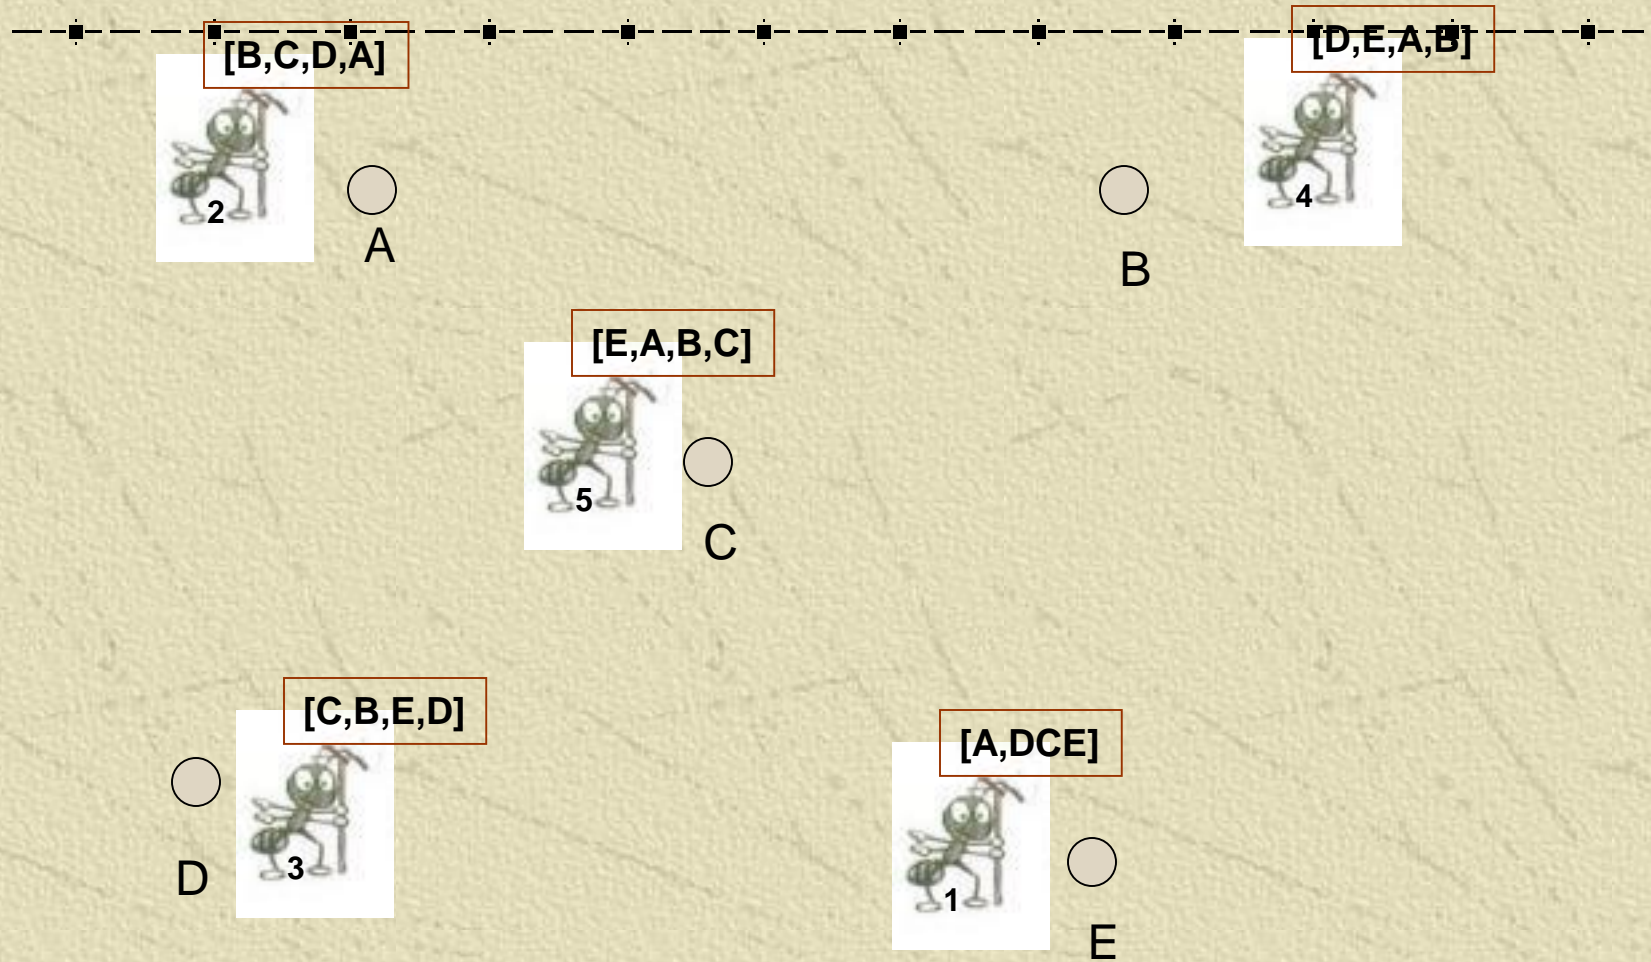 [B,C,D,A]
[D,E,A,B]
2
4
A
B
[E,A,B,C]
5
C
[C,B,E,D]
[A,DCE]
3
D
1
E